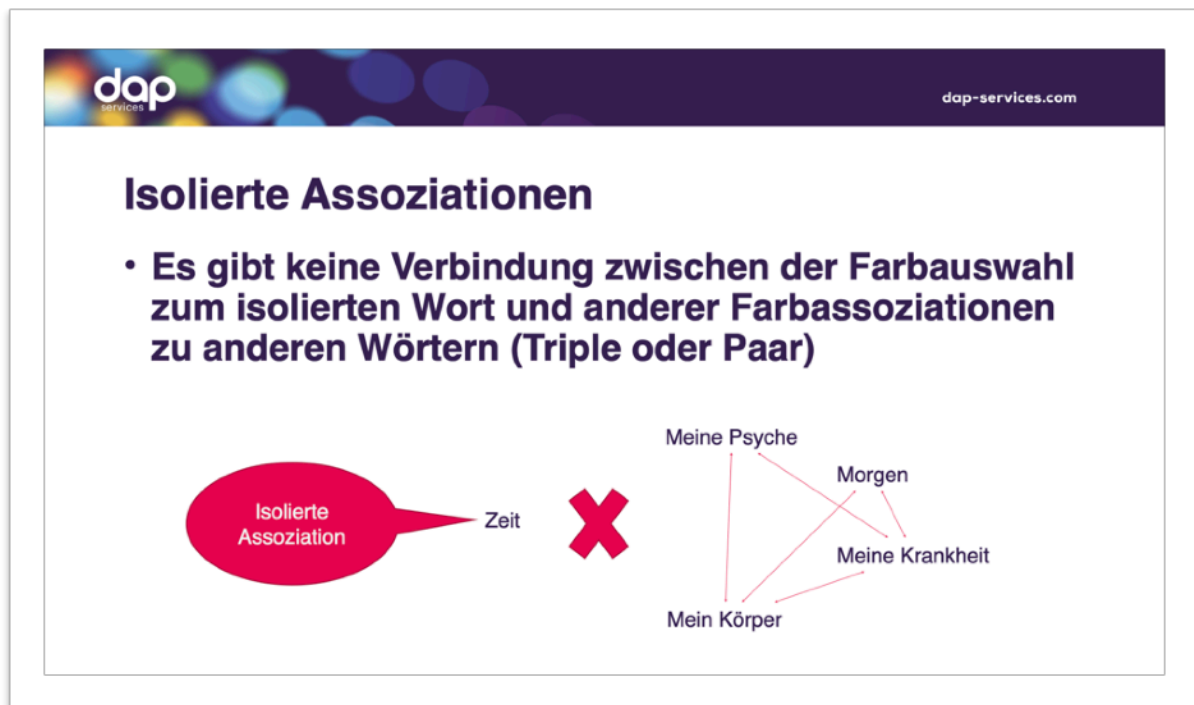 dap
services
dap-services.com
Isolierte Assoziationen
• Es gibt keine Verbindung zwischen der Farbauswahl
zum isolierten Wort und anderer Farbassoziationen
zu anderen Wörtern (Triple oder Paar)
Meine Psyche
Morgen
Isolierte
Assoziation
Zeit
Meine Krankheit
Mein Körper